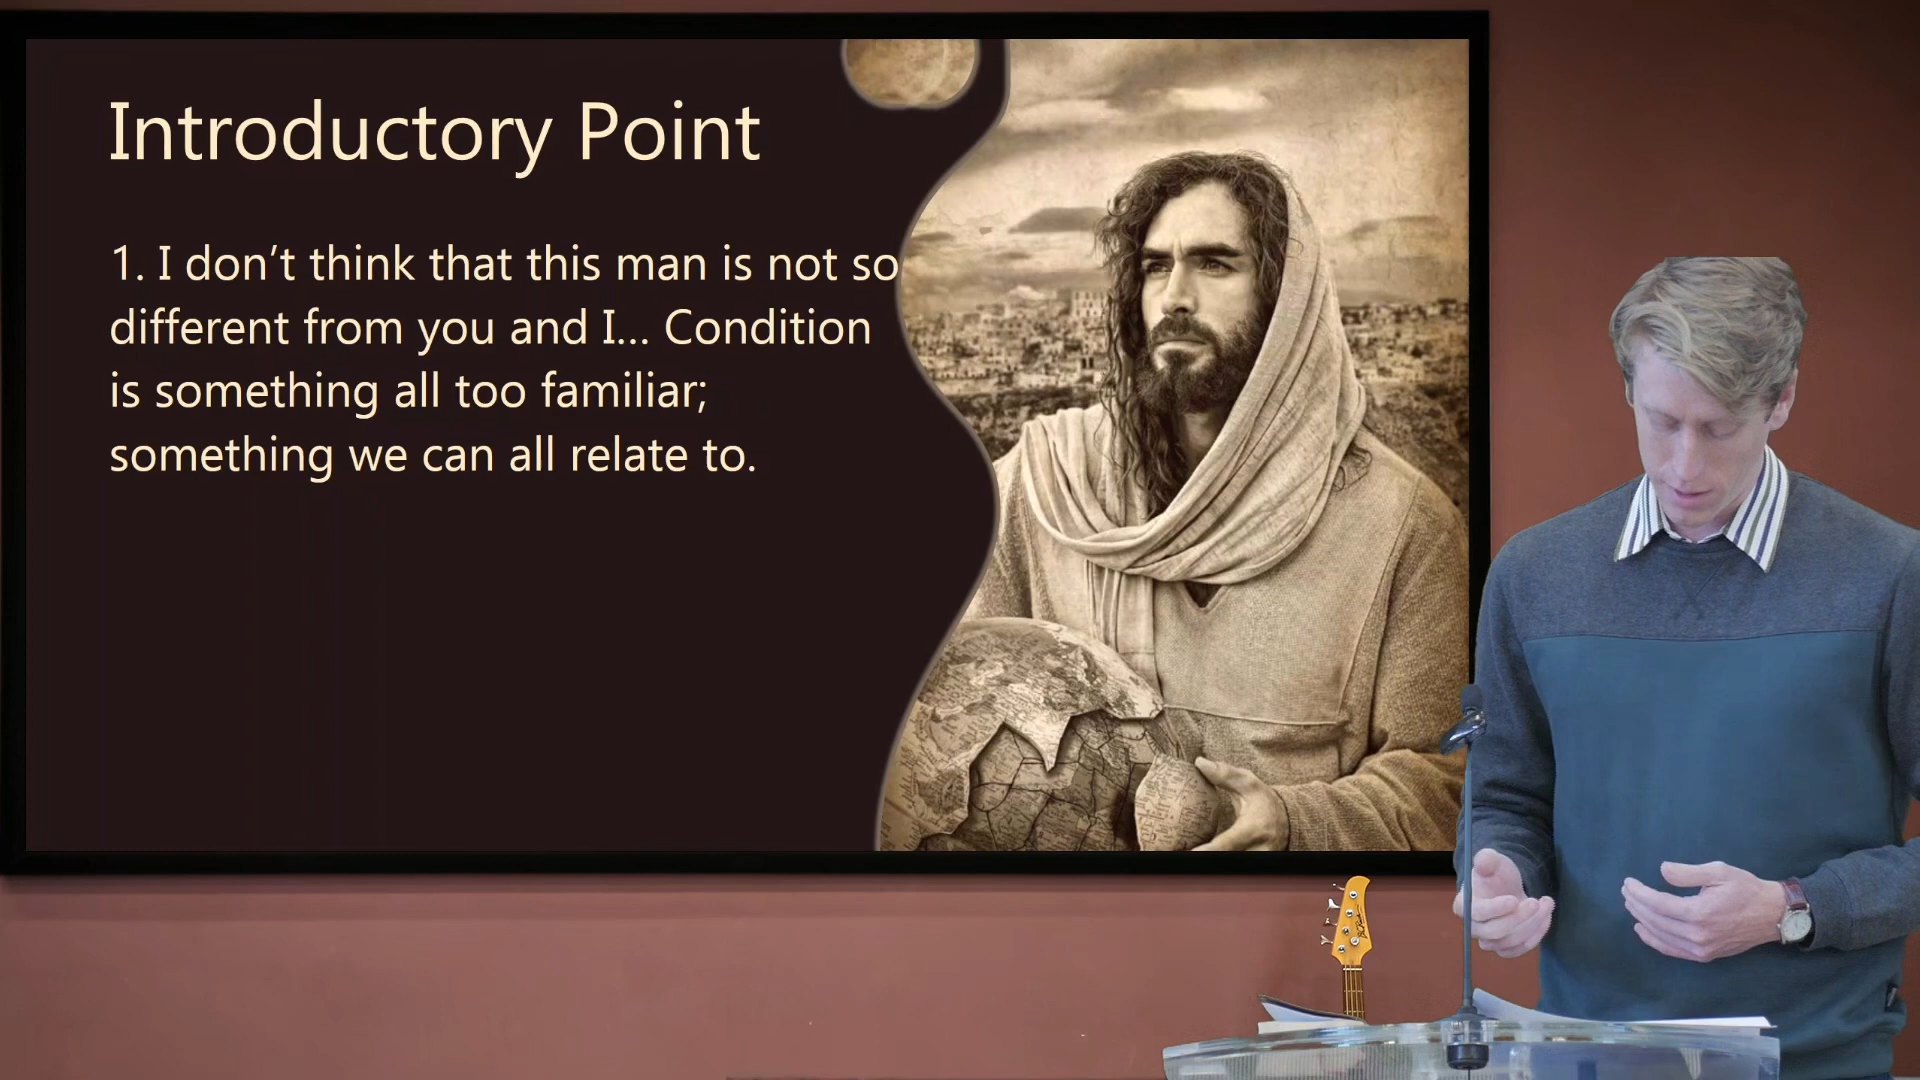 Introductory Point
1. I don’t think that this man is not so
different from you and I... Condition
is something all too familiar;
something we can all relate to.